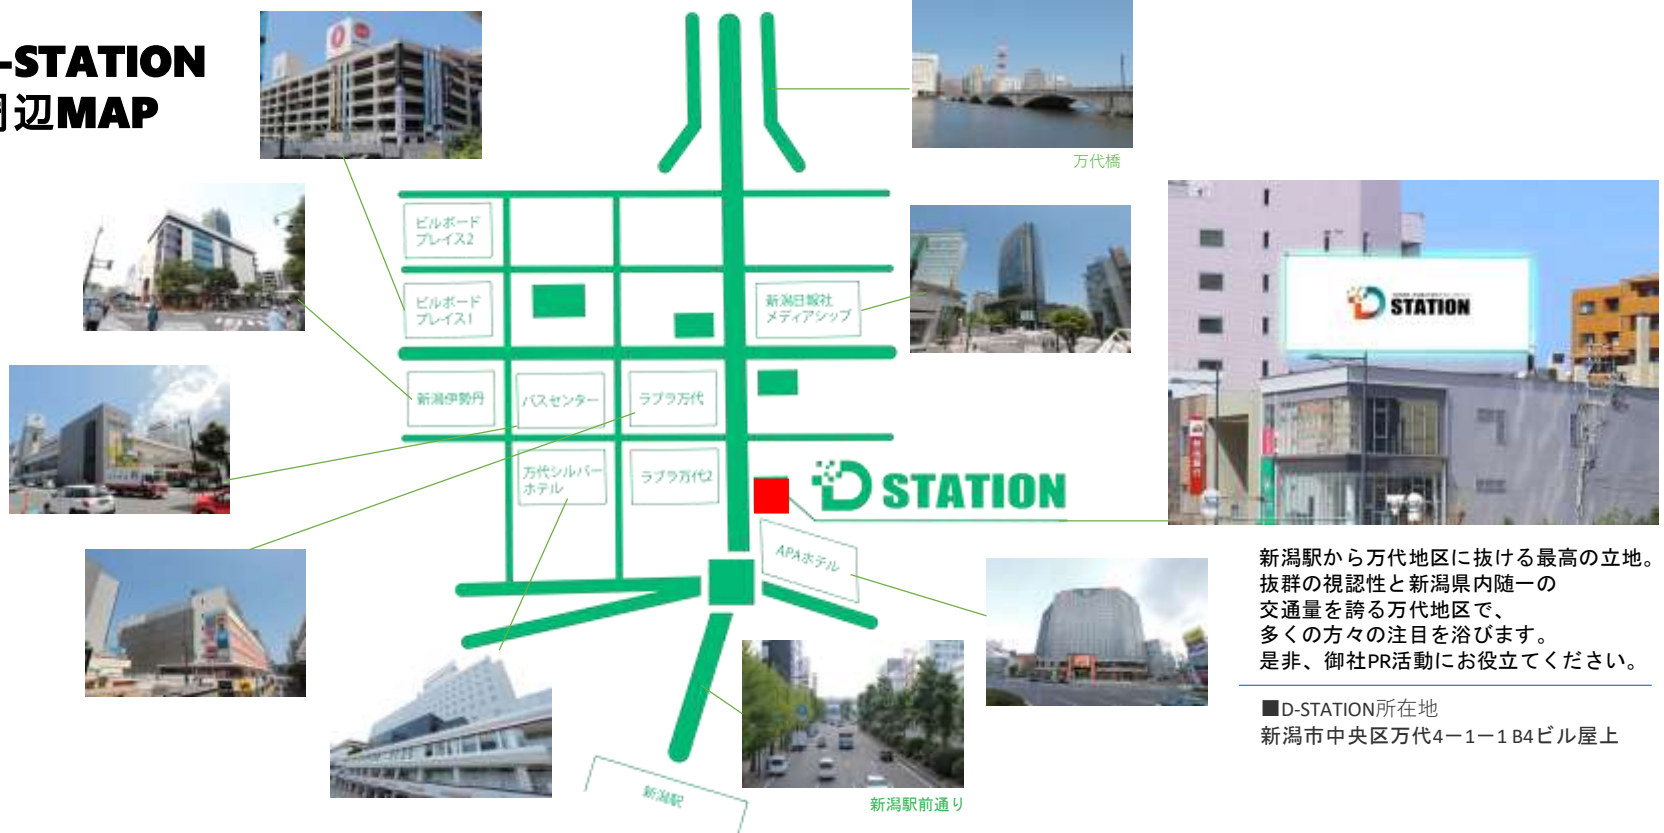 -STATION
周辺MAP
万代橋
ビルボード
プレイス2
ビルボード
プレイス1
新潟日報社
メディアシップ
新潟伊勢丹
バスセンター
ラブラ万代
万代シルバー
ホテル
ラブラ万代2
D STATION
APAホテル
新潟駅
新潟駅前通り
D STATION
新潟駅から万代地区に抜ける最高の立地。
抜群の視認性と新潟県内随一の
交通量を誇る万代地区で、
多くの方々の注目を浴びます。
是非、御社PR活動にお役立てください。
■D-STATION所在地
新潟市中央区万代4ー1ー1 B4ビル屋上